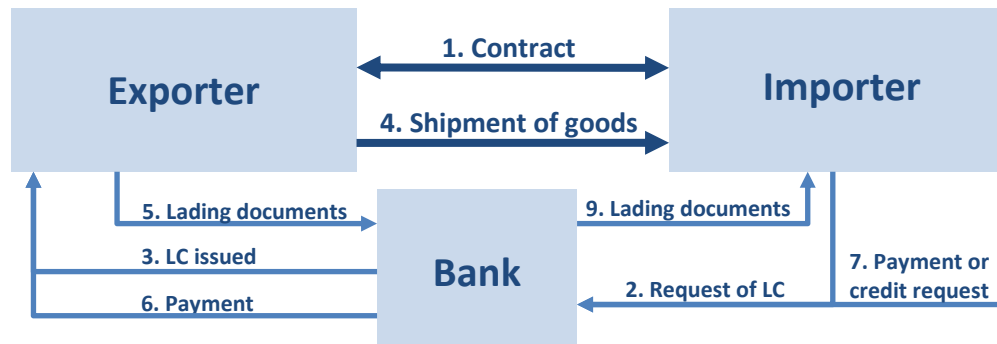 1. Contract
Exporter
Importer
4. Shipment of goods
5. Lading documents
9. Lading documents
3. LC issued
Bank
7. Payment or
credit request
2. Request of LC
6. Payment